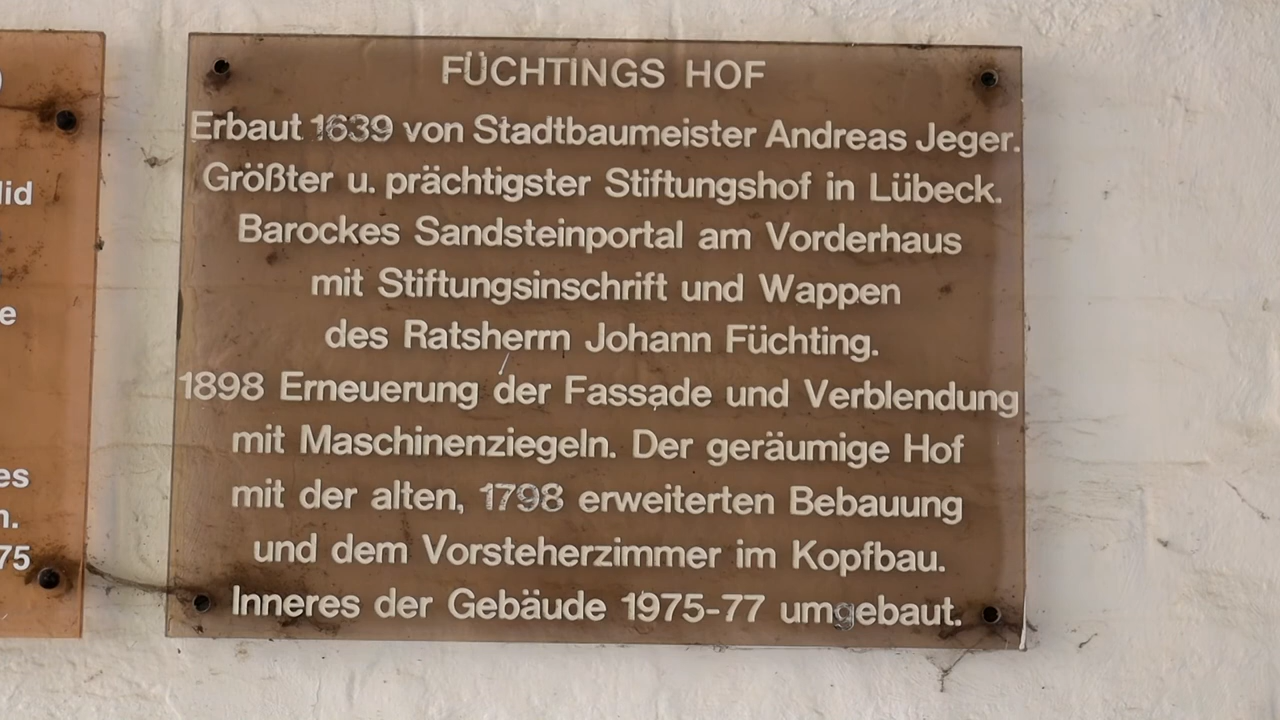 FÜCHTINGS HOF
Erbaut 1639 von Stadtbaumeister Andreas Jeger.
Größter u. prächtigster Stiftungshof in Lübeck.
Barockes Sandsteinportal am Vorderhaus
mit Stiftungsinschrift und Wappen
des Ratsherrn Johann Füchting.
1898 Erneuerung der Fassade und Verblendung
mit Maschinenziegeln. Der geräumige Hof
mit der alten, 1798 erweiterten Bebauung
und dem Vorsteherzimmer im Kopfbau.
Inneres der Gebäude 1975-77 umgebaut.